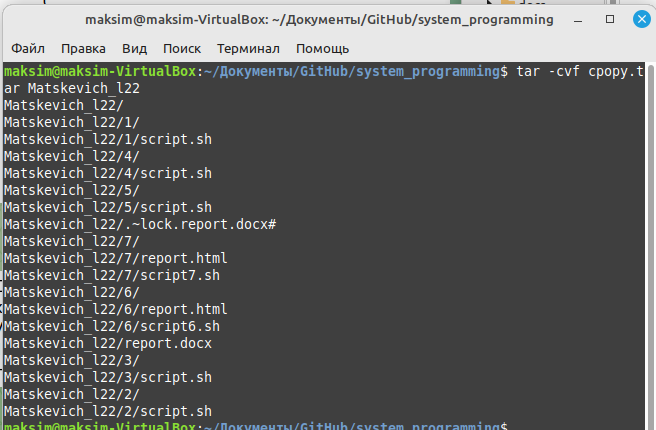 maksim@maksim-VirtualBox: ~/Документы/GitHub/system_programming
Файл Правка Вид Поиск Терминал Помощь
maksim@maksim-VirtualBox:~/Документы/GitHub/system_programming$ tar -cvf cpopy.t
ar Matskevich_l22
Matskevich_l22/
Matskevich_l22/1/
Matskevich_l22/1/script.sh
Matskevich_l22/4/
Matskevich_l22/4/script.sh
Matskevich_l22/5/
Matskevich_l22/5/script.sh
Matskevich_l22/.~lock.report.docx#
Matskevich_l22/7/
Matskevich_l22/7/report.html
Matskevich_l22/7/script7.sh
Matskevich_l22/6/
Matskevich_l22/6/report.html
Matskevich_l22/6/script6.sh
Matskevich_l22/report.docx
Matskevich_l22/3/
Matskevich_l22/3/script.sh
Matskevich_l22/2/
Matskevich_l22/2/script.sh
maksim@maksim-VirtualBox:~/Документы/GitHub/system_programming$